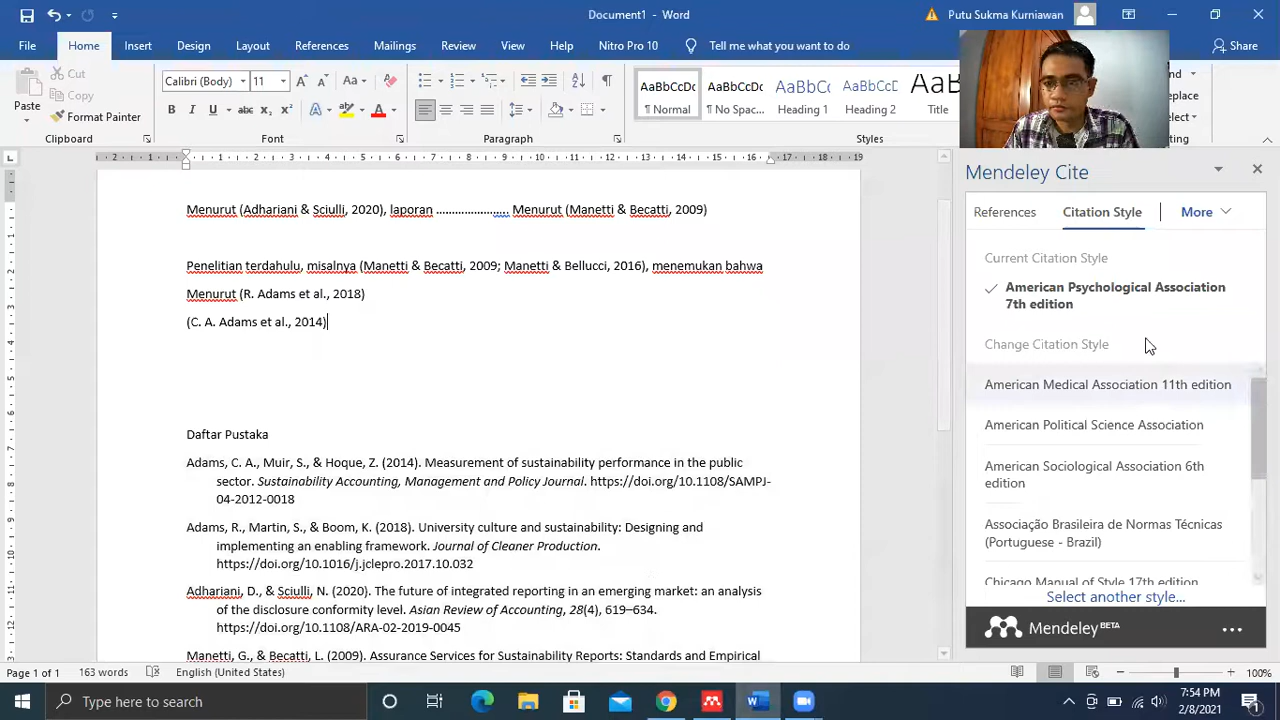 Document1 - Word
Putu Sukma Kurniawan
File Home Insert Design Layout References Mailings Review View Help Nitro Pro 10 Tell me what you want to do Share
Paste
Cut
Copy
Format Painter
Calibri (Body) 11
¶ Normal
¶ No Spac...
Heading 1
Heading 2
Title
Clipboard Font Paragraph Styles
Mendeley Cite
References Citation Style More
Current Citation Style
American Psychological Association
7th edition
Change Citation Style
American Medical Association 11th edition
American Political Science Association
American Sociological Association 6th
edition
Associação Brasileira de Normas Técnicas
(Portuguese - Brazil)
Chicago Manual of Style 17th edition
Select another style...
Mendeley BETA
Menurut (Adhariani & Sciulli, 2020), laporan ........................ Menurut (Manetti & Becatti, 2009)
Penelitian terdahulu, misalnya (Manetti & Becatti, 2009; Manetti & Bellucci, 2016), menemukan bahwa
Menurut (R. Adams et al., 2018)
(C. A. Adams et al., 2014)
Daftar Pustaka
Adams, C. A., Muir, S., & Hoque, Z. (2014). Measurement of sustainability performance in the public
sector. Sustainability Accounting, Management and Policy Journal. https://doi.org/10.1108/SAMPJ-
04-2012-0018
Adams, R., Martin, S., & Boom, K. (2018). University culture and sustainability: Designing and
implementing an enabling framework. Journal of Cleaner Production.
https://doi.org/10.1016/j.jclepro.2017.10.032
Adhariani, D., & Sciulli, N. (2020). The future of integrated reporting in an emerging market: an analysis
of the disclosure conformity level. Asian Review of Accounting, 28(4), 619–634.
https://doi.org/10.1108/ARA-02-2019-0045
Manetti, G., & Becatti, L. (2009). Assurance Services for Sustainability Reports: Standards and Empirical
Page 1 of 1 163 words English (United States) 100%
Type here to search
7:54 PM
2/8/2021